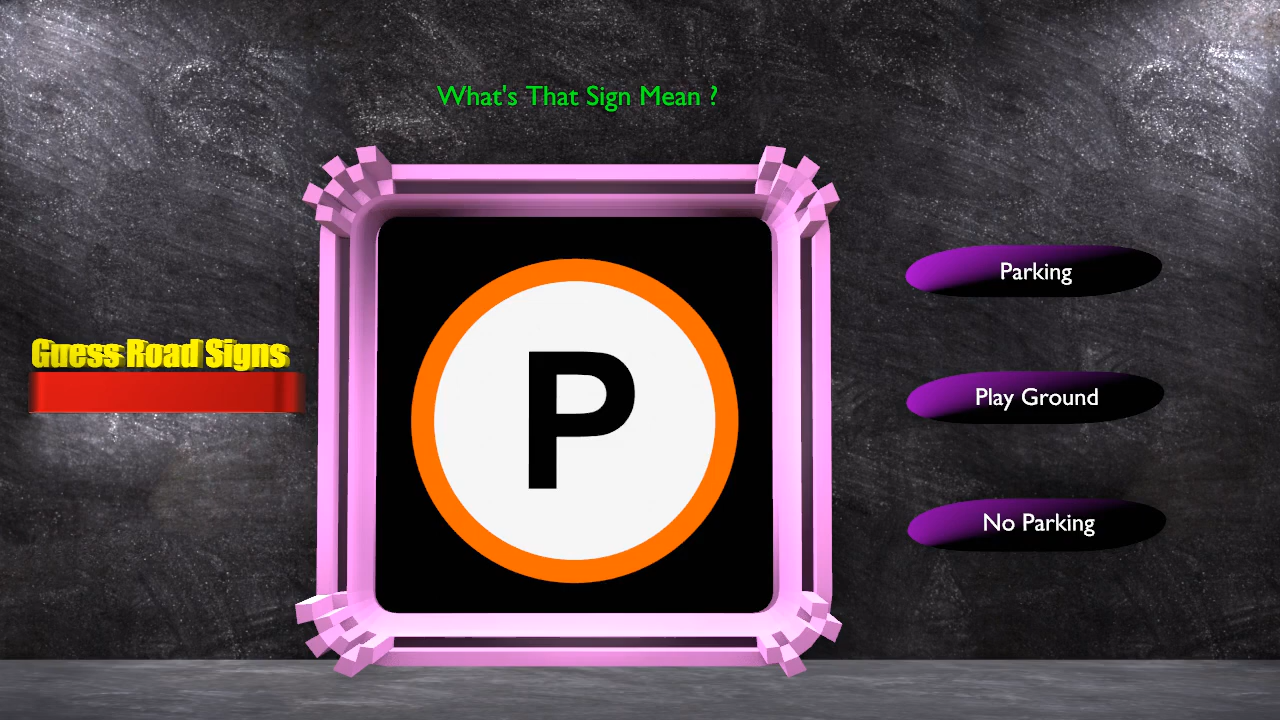 What's That Sign Mean ?
Guess Road Signs
P
Parking
Play Ground
No Parking